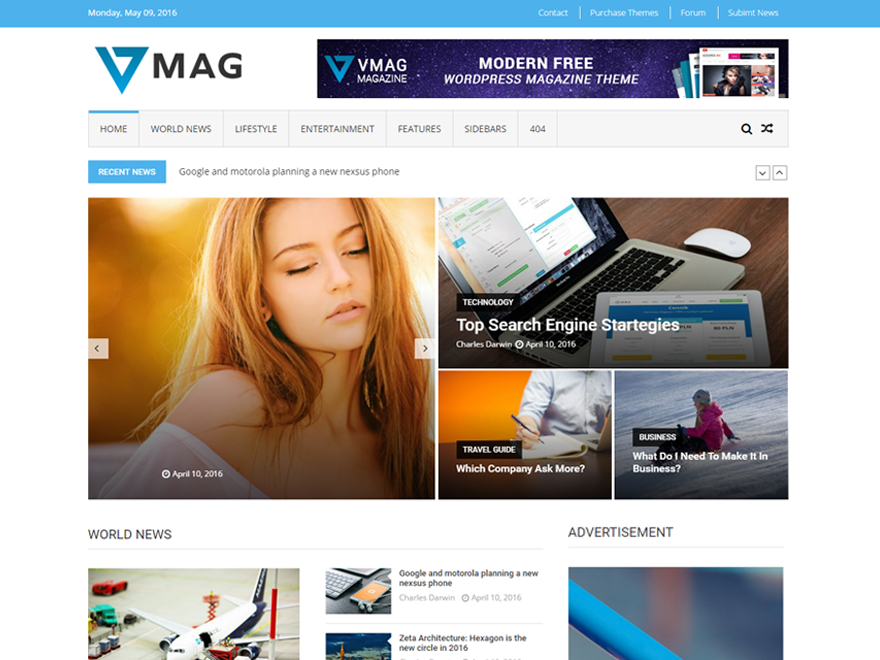 Monday, May 09, 2016
Contact
Purchase Themes
Forum
Subimt News
VMAG
VMAG
MAGAZINE
MODERN FREE
WORDPRESS MAGAZINE THEME
HOME
WORLD NEWS
LIFESTYLE
ENTERTAINMENT
FEATURES
SIDEBARS
404
RECENT NEWS
Google and motorola planning a new nexsus phone
TECHNOLOGY
Top Search Engine Startegies
Charles Darwin April 10, 2016
April 10, 2016
TRAVEL GUIDE
Which Company Ask More?
BUSINESS
What Do I Need To Make It In
Business?
WORLD NEWS
Google and motorola planning a new
nexsus phone
Charles Darwin April 10, 2016
Zeta Architecture: Hexagon is the
new circle in 2016
ADVERTISEMENT